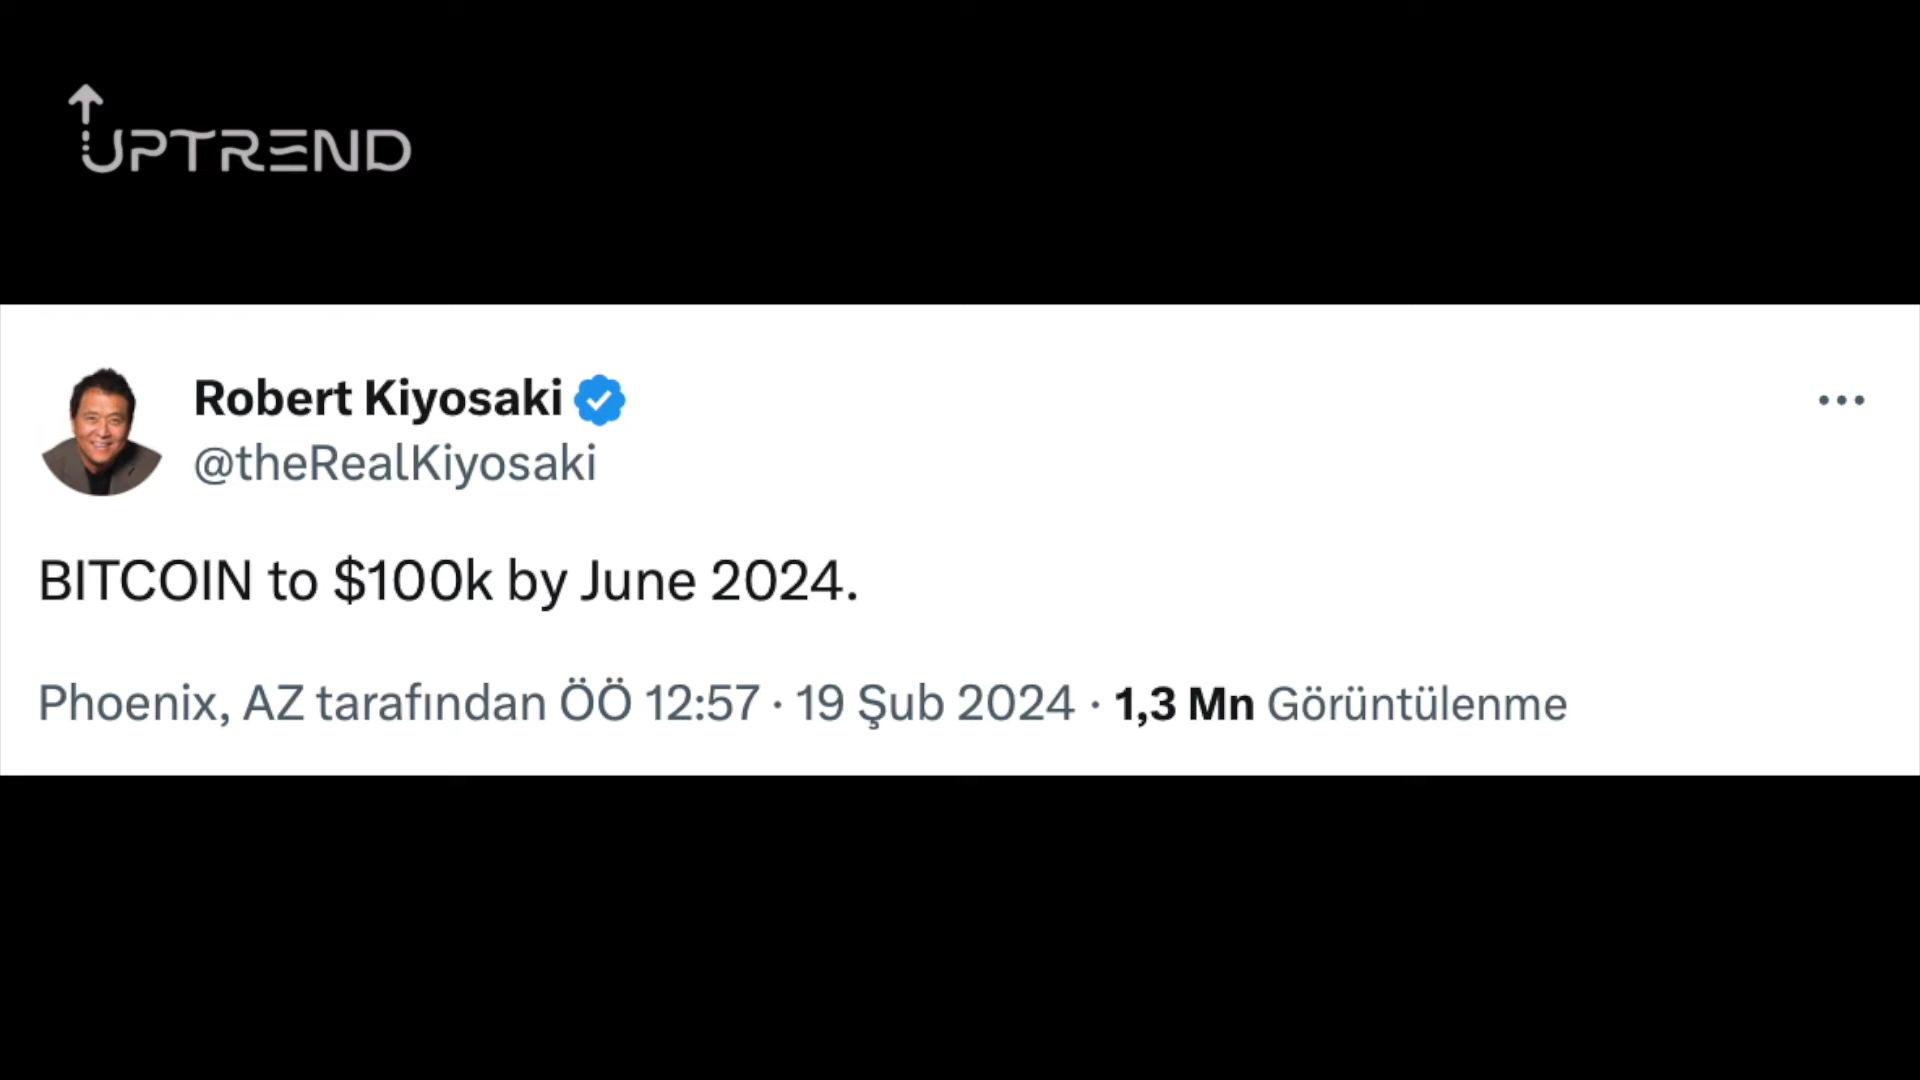 UPTREND
Robert Kiyosaki
@theRealKiyosaki
BITCOIN to $100k by June 2024.
Phoenix, AZ tarafından ÖÖ 12:57 · 19 Şub 2024 · 1,3 Mn Görüntülenme